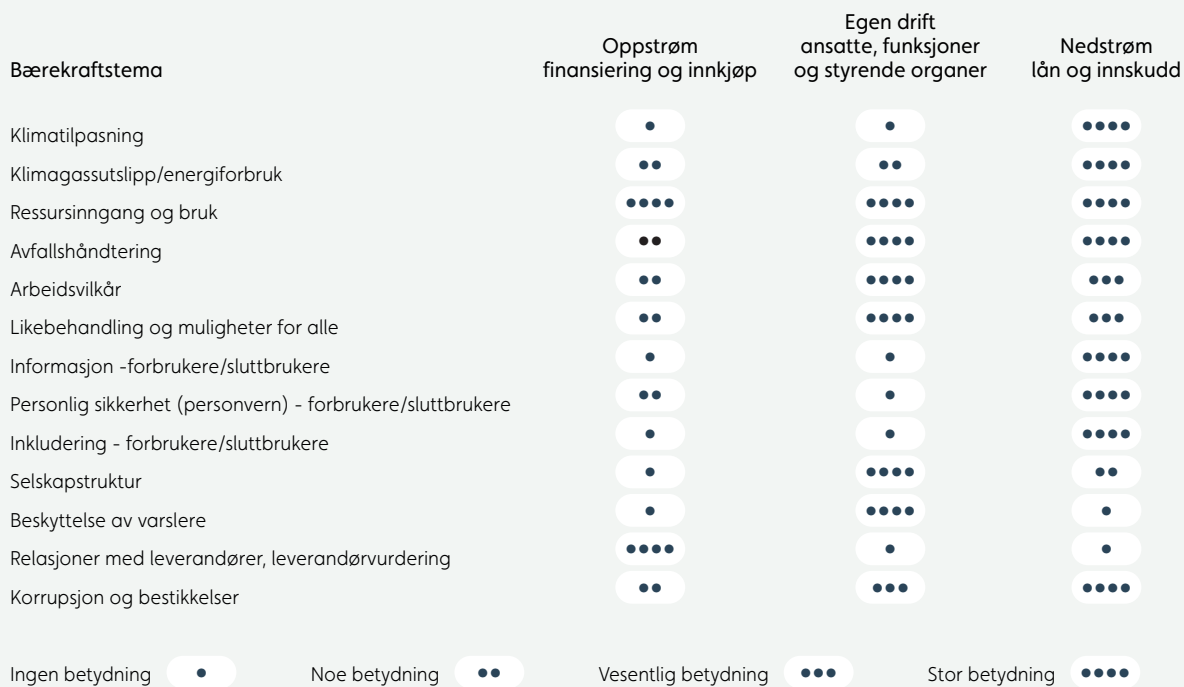 Bærekraftstema
Oppstrøm
finansiering og innkjøp
Egen drift
ansatte, funksjoner
og styrende organer
Nedstrøm
lån og innskudd
Klimatilpasning
Klimagassutslipp/energiforbruk
Ressursinngang og bruk
Avfallshåndtering
Arbeidsvilkår
Likebehandling og muligheter for alle
Informasjon -forbrukere/sluttbrukere
Personlig sikkerhet (personvern) - forbrukere/sluttbrukere
Inkludering - forbrukere/sluttbrukere
Selskapstruktur
Beskyttelse av varslere
Relasjoner med leverandører, leverandørvurdering
Korrupsjon og bestikkelser
Ingen betydning
Noe betydning
Vesentlig betydning
Stor betydning